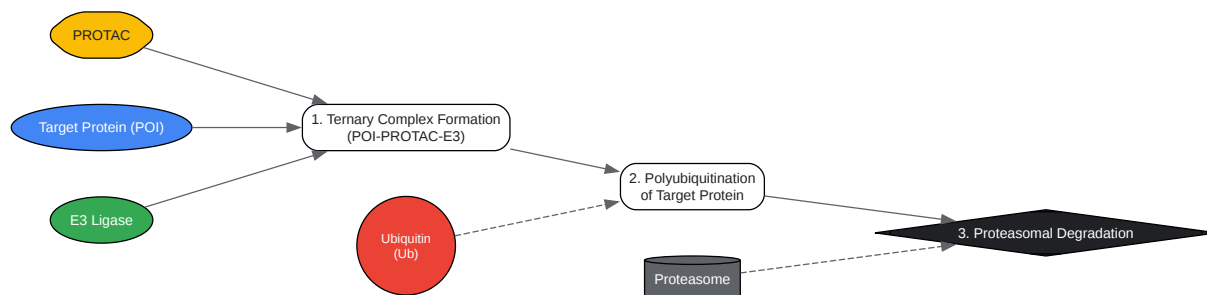 PROTAC
Target Protein (POI)
E3 Ligase
1. Ternary Complex Formation
(POI-PROTAC-E3)
Ubiquitin
(Ub)
2. Polyubiquitination
of Target Protein
Proteasome
3. Proteasomal Degradation